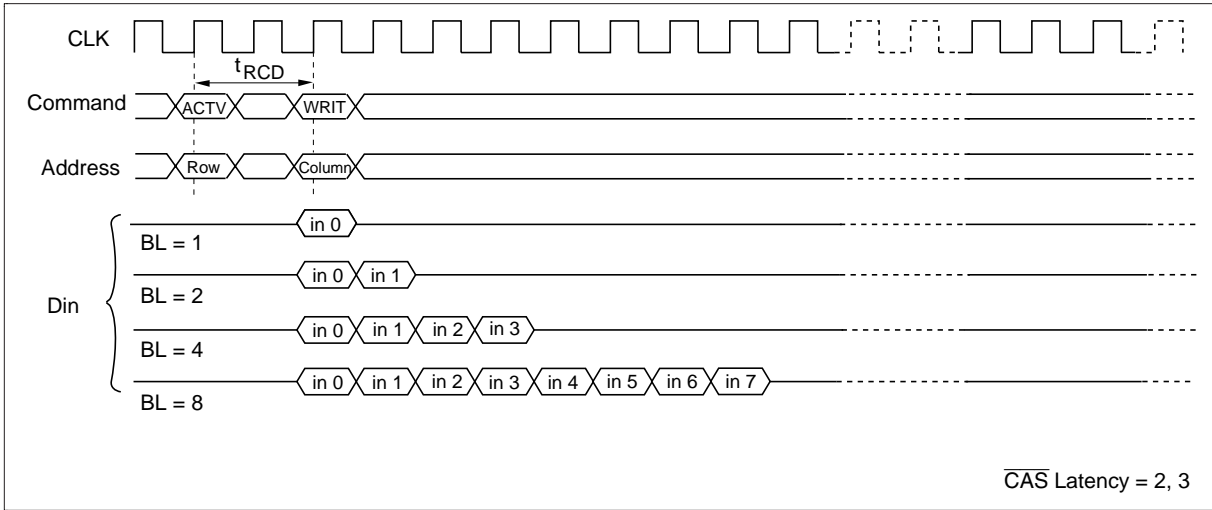 CLK
tRCD
Command ACTV WRIT
Address Row Column
Din
in 0
BL = 1
in 0 in 1
BL = 2
in 0 in 1 in 2 in 3
BL = 4
in 0 in 1 in 2 in 3 in 4 in 5 in 6 in 7
BL = 8
CAS Latency = 2, 3